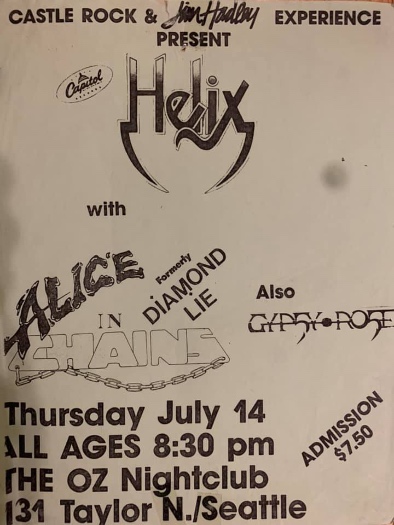 CASTLE ROCK & Jim Hadley EXPERIENCE
PRESENT
Capitol
RECORDS
Helix
with
ALICE
IN
CHAINS
Formerly
DIAMOND
LIE
Also
GYPSY ROSE
Thursday July 14
ALL AGES 8:30 pm
THE OZ Nightclub
131 Taylor N./Seattle
ADMISSION
$7.50